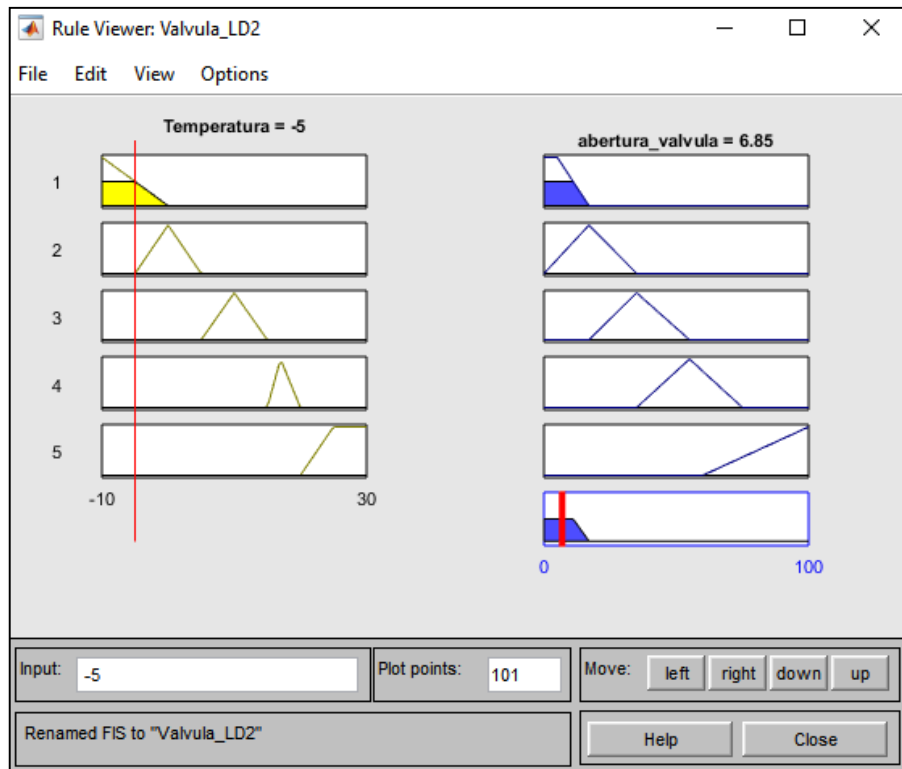 Rule Viewer: Valvula_LD2
File Edit View Options
Temperatura = -5
abertura_valvula = 6.85
1
2
3
4
5
-10 30
0 100
Input: -5
Plot points: 101
Move: left right down up
Renamed FIS to "Valvula_LD2"
Help Close